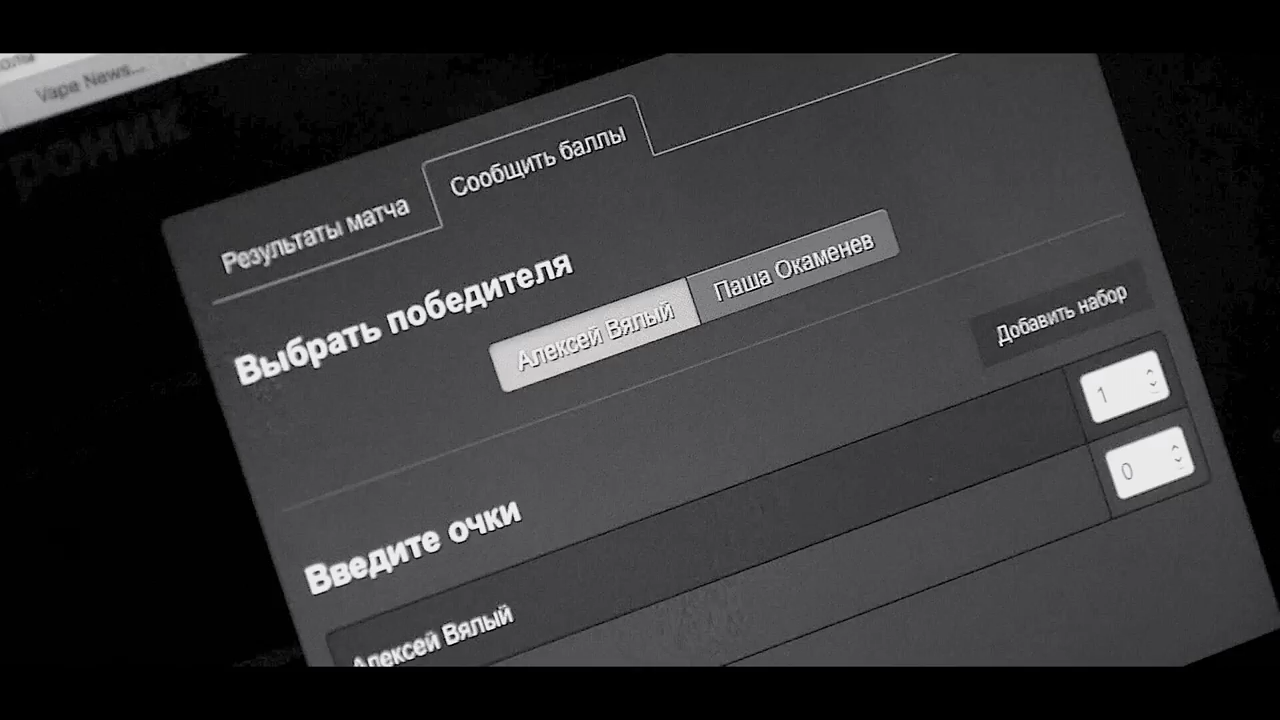 Vape News...
роник
Результаты матча
Сообщить баллы
Выбрать победителя
Алексей Вялый
Паша Окаменев
Добавить набор
Введите очки
1
0
Алексей Вялый